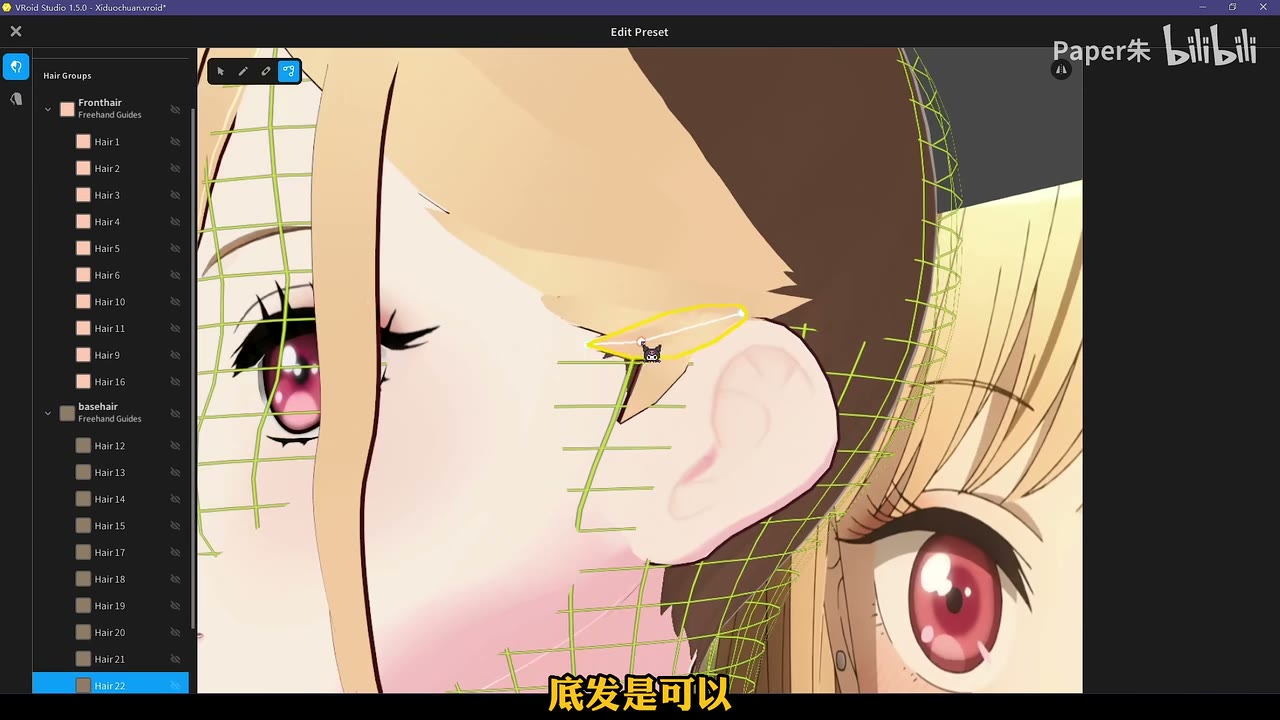 VRoid Studio 1.5.0 - Xiduochuan.vroid*
Edit Preset
Paper朱 bilibili
Hair Groups
Fronthair
Freehand Guides
Hair 1
Hair 2
Hair 3
Hair 4
Hair 5
Hair 6
Hair 10
Hair 11
Hair 9
Hair 16
basehair
Freehand Guides
Hair 12
Hair 13
Hair 14
Hair 15
Hair 17
Hair 18
Hair 19
Hair 20
Hair 21
Hair 22
底发是可以